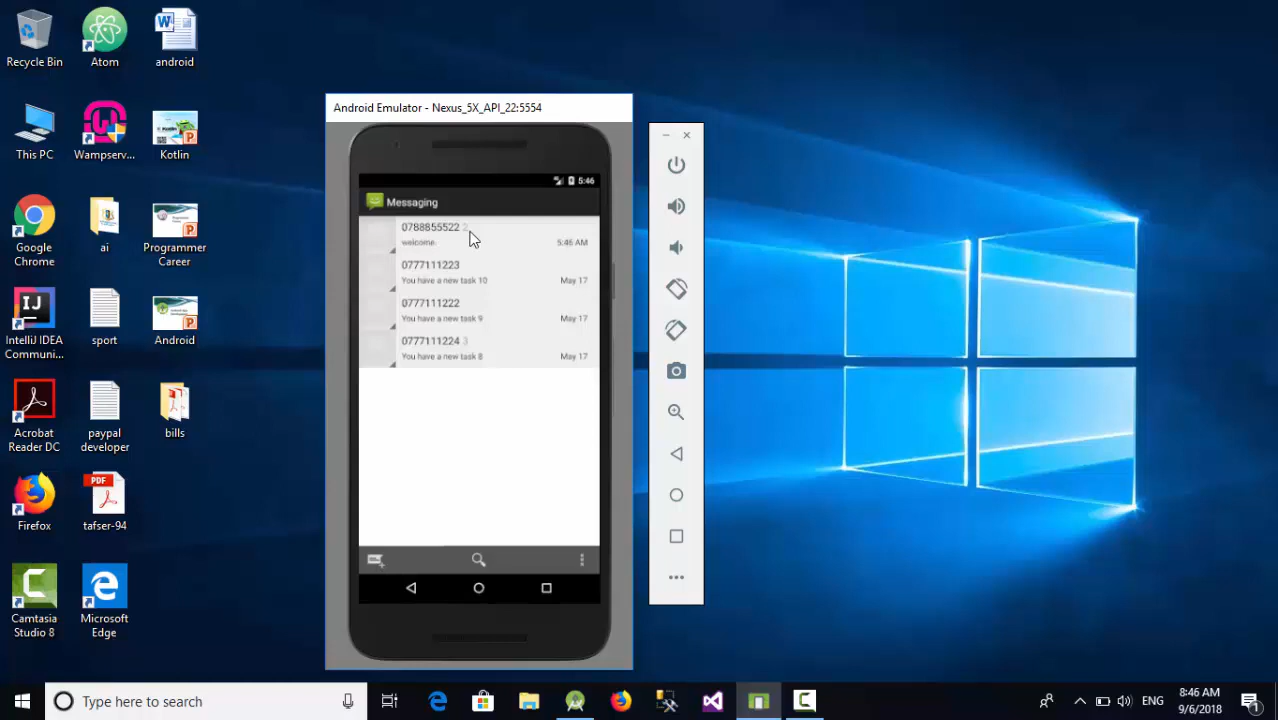 Recycle Bin
Atom
android
This PC
Wampserv...
Kotlin
Google
Chrome
ai
Programmer
Career
IntelliJ IDEA
Communi...
sport
Android
Acrobat
Reader DC
paypal
developer
bills
Firefox
PDF
tafser-94
Camtasia
Studio 8
Microsoft
Edge
Android Emulator - Nexus_5X_API_22:5554
5:46
Messaging
0788855522 2
welcome. 5:46 AM
0777111223
You have a new task 10 May 17
0777111222
You have a new task 9 May 17
0777111224 3
You have a new task 8 May 17
Type here to search
ENG
8:46 AM
9/6/2018